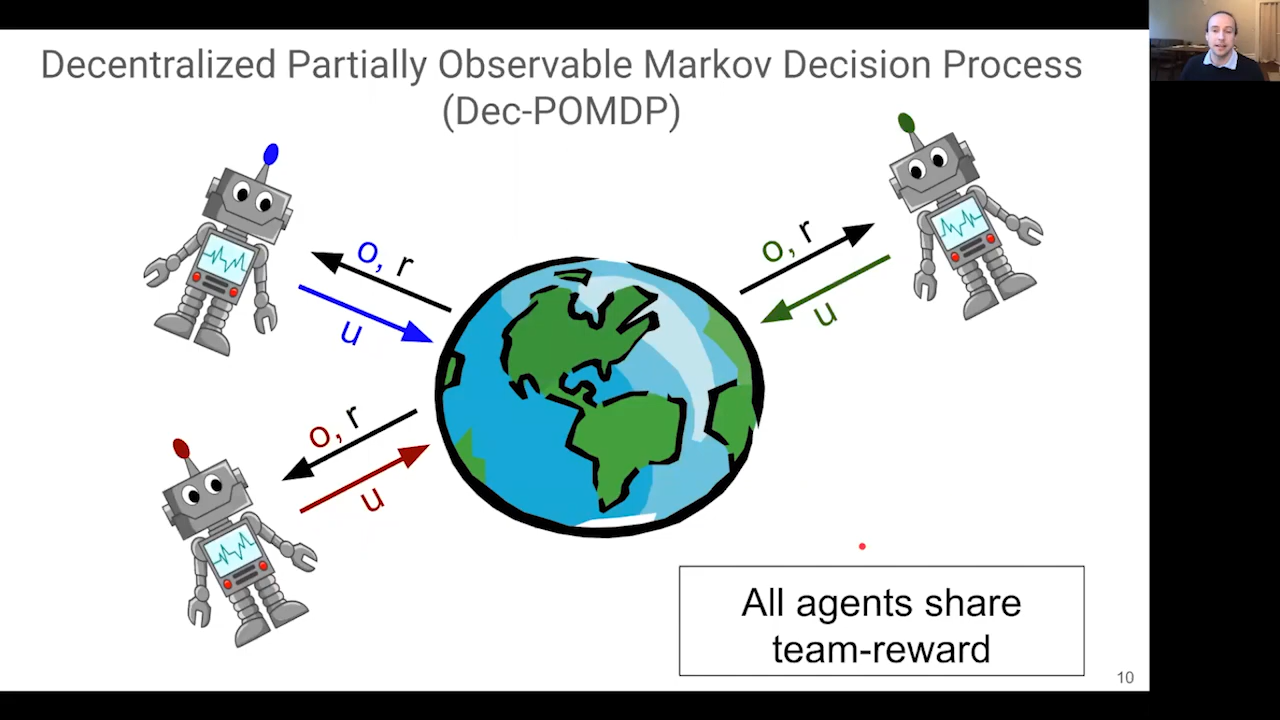 Decentralized Partially Observable Markov Decision Process
(Dec-POMDP)
o, r
u
o, r
u
o, r
u
All agents share
team-reward
10